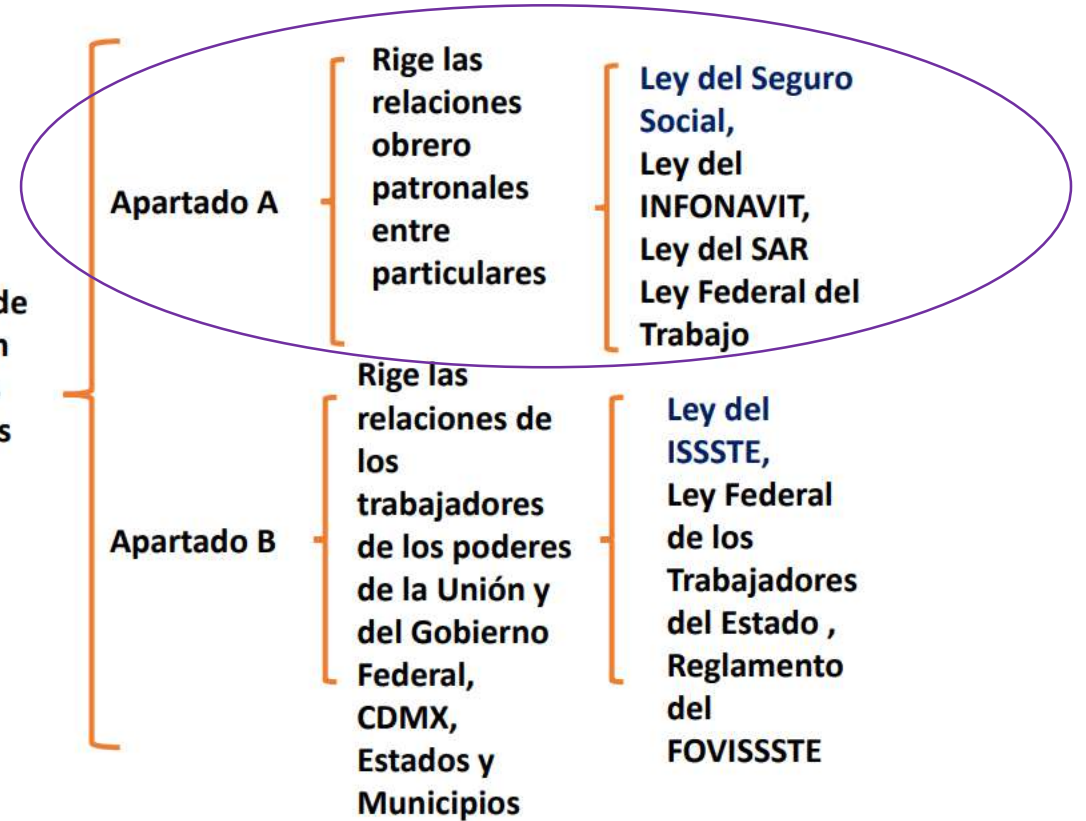 de
n
s
Apartado A
Rige las
relaciones
obrero
patronales
entre
particulares
Ley del Seguro
Social,
Ley del
INFONAVIT,
Ley del SAR
Ley Federal del
Trabajo
Apartado B
Rige las
relaciones de
los
trabajadores
de los poderes
de la Unión y
del Gobierno
Federal,
CDMX,
Estados y
Municipios
Ley del
ISSSTE,
Ley Federal
de los
Trabajadores
del Estado ,
Reglamento
del
FOVISSSTE